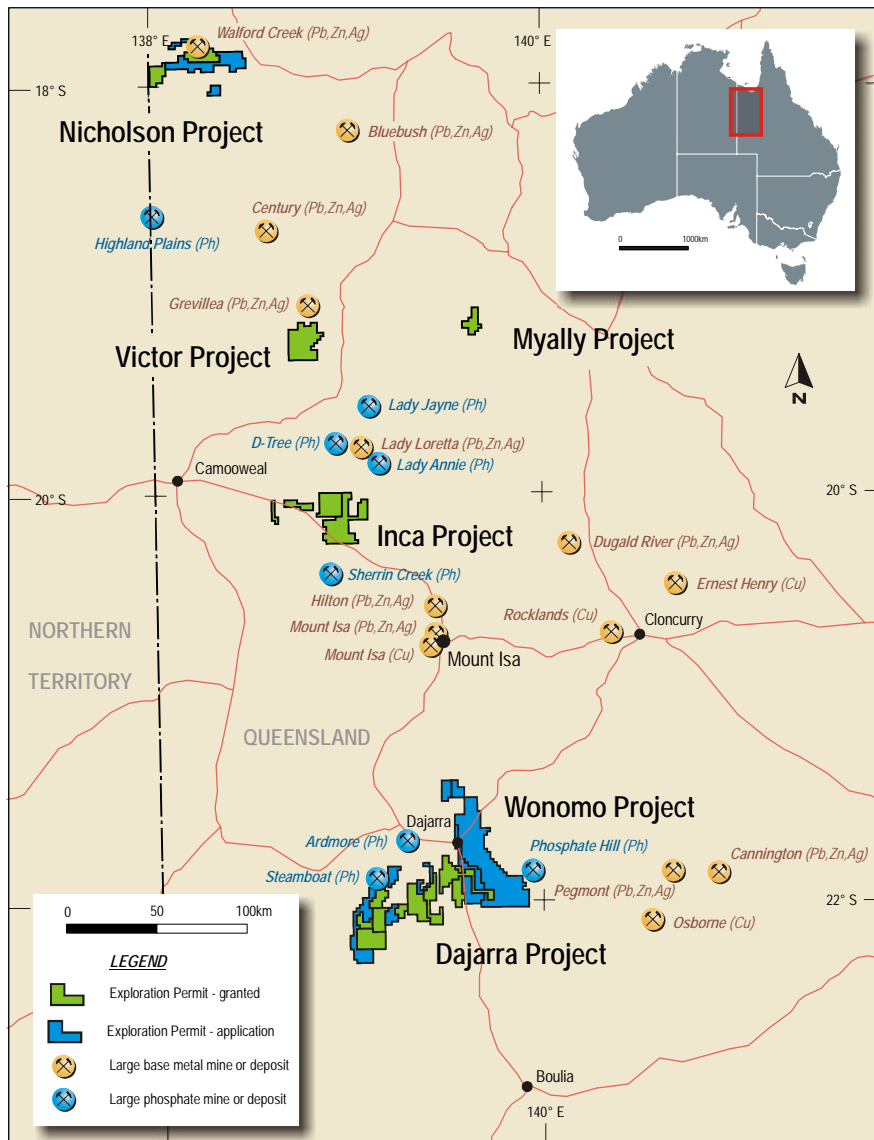 138° E
Walford Creek (Pb,Zn,Ag)
140° E
18° S
Nicholson Project
Bluebush (Pb,Zn,Ag)
Century (Pb,Zn,Ag)
Highland Plains (Ph)
0 1000km
Grevillea (Pb,Zn,Ag)
Victor Project
Myally Project
N
Lady Jayne (Ph)
D-Tree (Ph)
Lady Loretta (Pb,Zn,Ag)
Lady Annie (Ph)
Camooweal
20° S
20° S
Inca Project
Dugald River (Pb,Zn,Ag)
Sherrin Creek (Ph)
Ernest Henry (Cu)
Hilton (Pb,Zn,Ag)
Rocklands (Cu)
Cloncurry
NORTHERN
TERRITORY
Mount Isa (Pb,Zn,Ag)
Mount Isa (Cu)
Mount Isa
QUEENSLAND
Wonomo Project
Dajarra
Ardmore (Ph)
Phosphate Hill (Ph)
Cannington (Pb,Zn,Ag)
Steamboat (Ph)
Pegmont (Pb,Zn,Ag)
22° S
Osborne (Cu)
Dajarra Project
0 50 100km
LEGEND
Exploration Permit - granted
Exploration Permit - application
Large base metal mine or deposit
Large phosphate mine or deposit
Boulia
140° E